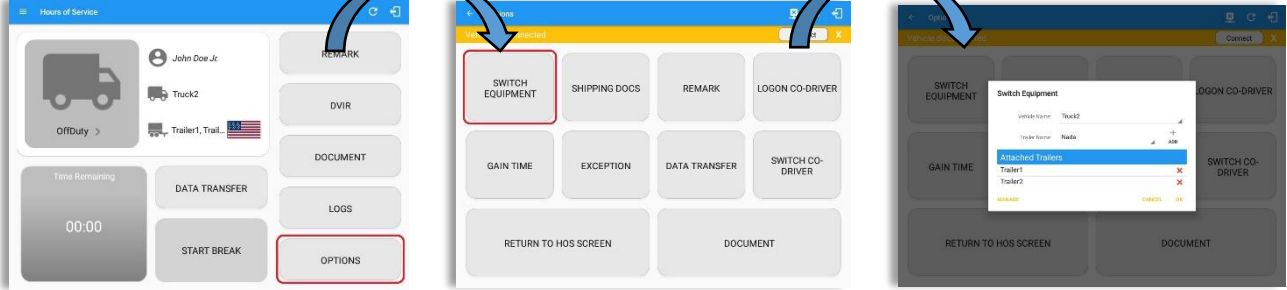 Hours of Service
John Doe Jr.
Truck2
OffDuty >
Trailer1, Trail...
Time Remaining
00:00
DATA TRANSFER
START BREAK
REMARK
DVIR
DOCUMENT
LOGS
OPTIONS
Connect X
SWITCH
EQUIPMENT
SHIPPING DOCS
REMARK
LOGON CO-DRIVER
GAIN TIME
EXCEPTION
DATA TRANSFER
SWITCH CO-
DRIVER
RETURN TO HOS SCREEN
DOCUMENT
Connect X
SWITCH
EQUIPMENT
LOGON CO-DRIVER
GAIN TIME
SWITCH CO-
DRIVER
RETURN TO HOS SCREEN
DOCUMENT
Switch Equipment
Vehicle Name Truck2
Trailer Name Nada
ADD
Attached Trailers
Trailer1
Trailer2
MANAGE
CANCEL OK